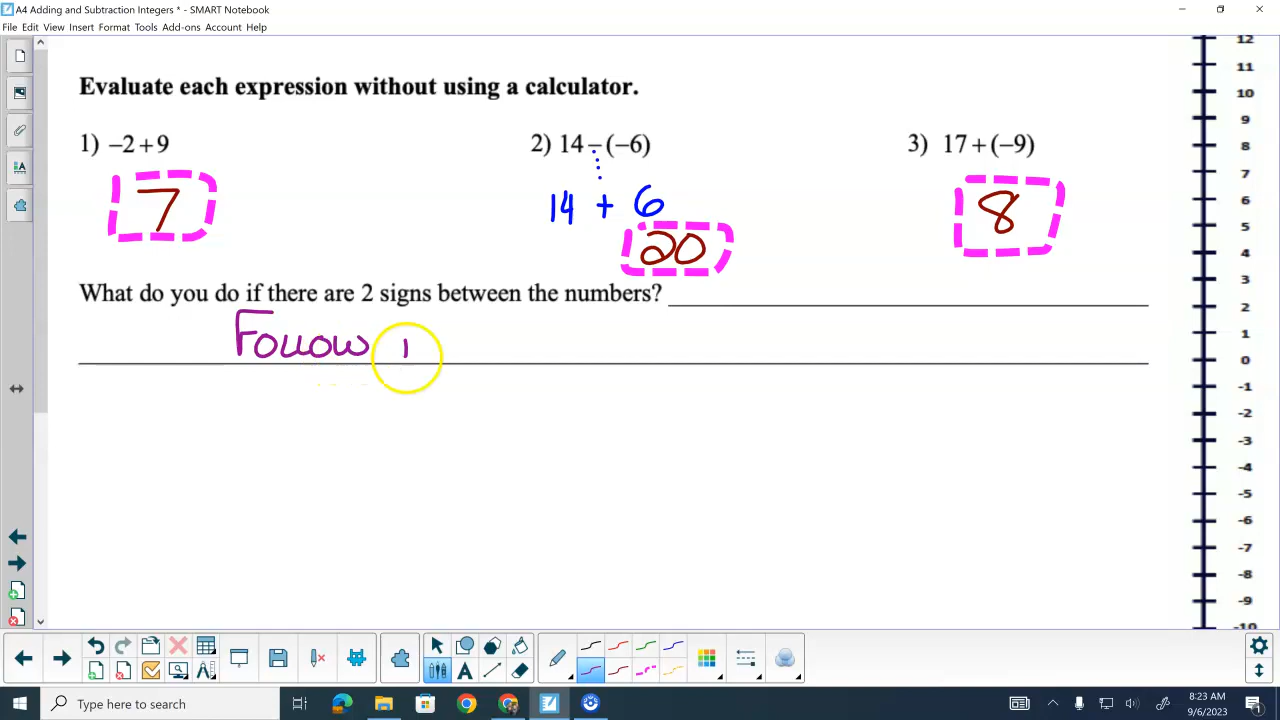 A4 Adding and Subtraction Integers * - SMART Notebook
File Edit View Insert Format Tools Add-ons Account Help
Evaluate each expression without using a calculator.
1) −2 + 9
2) 14 − (−6)
3) 17 + (−9)
7
14 + 6
20
8
What do you do if there are 2 signs between the numbers?
Follow
12
11
10
9
8
7
6
5
4
3
2
1
0
-1
-2
-3
-4
-5
-6
-7
-8
-9
-10
Type here to search
8:23 AM
9/6/2023
1